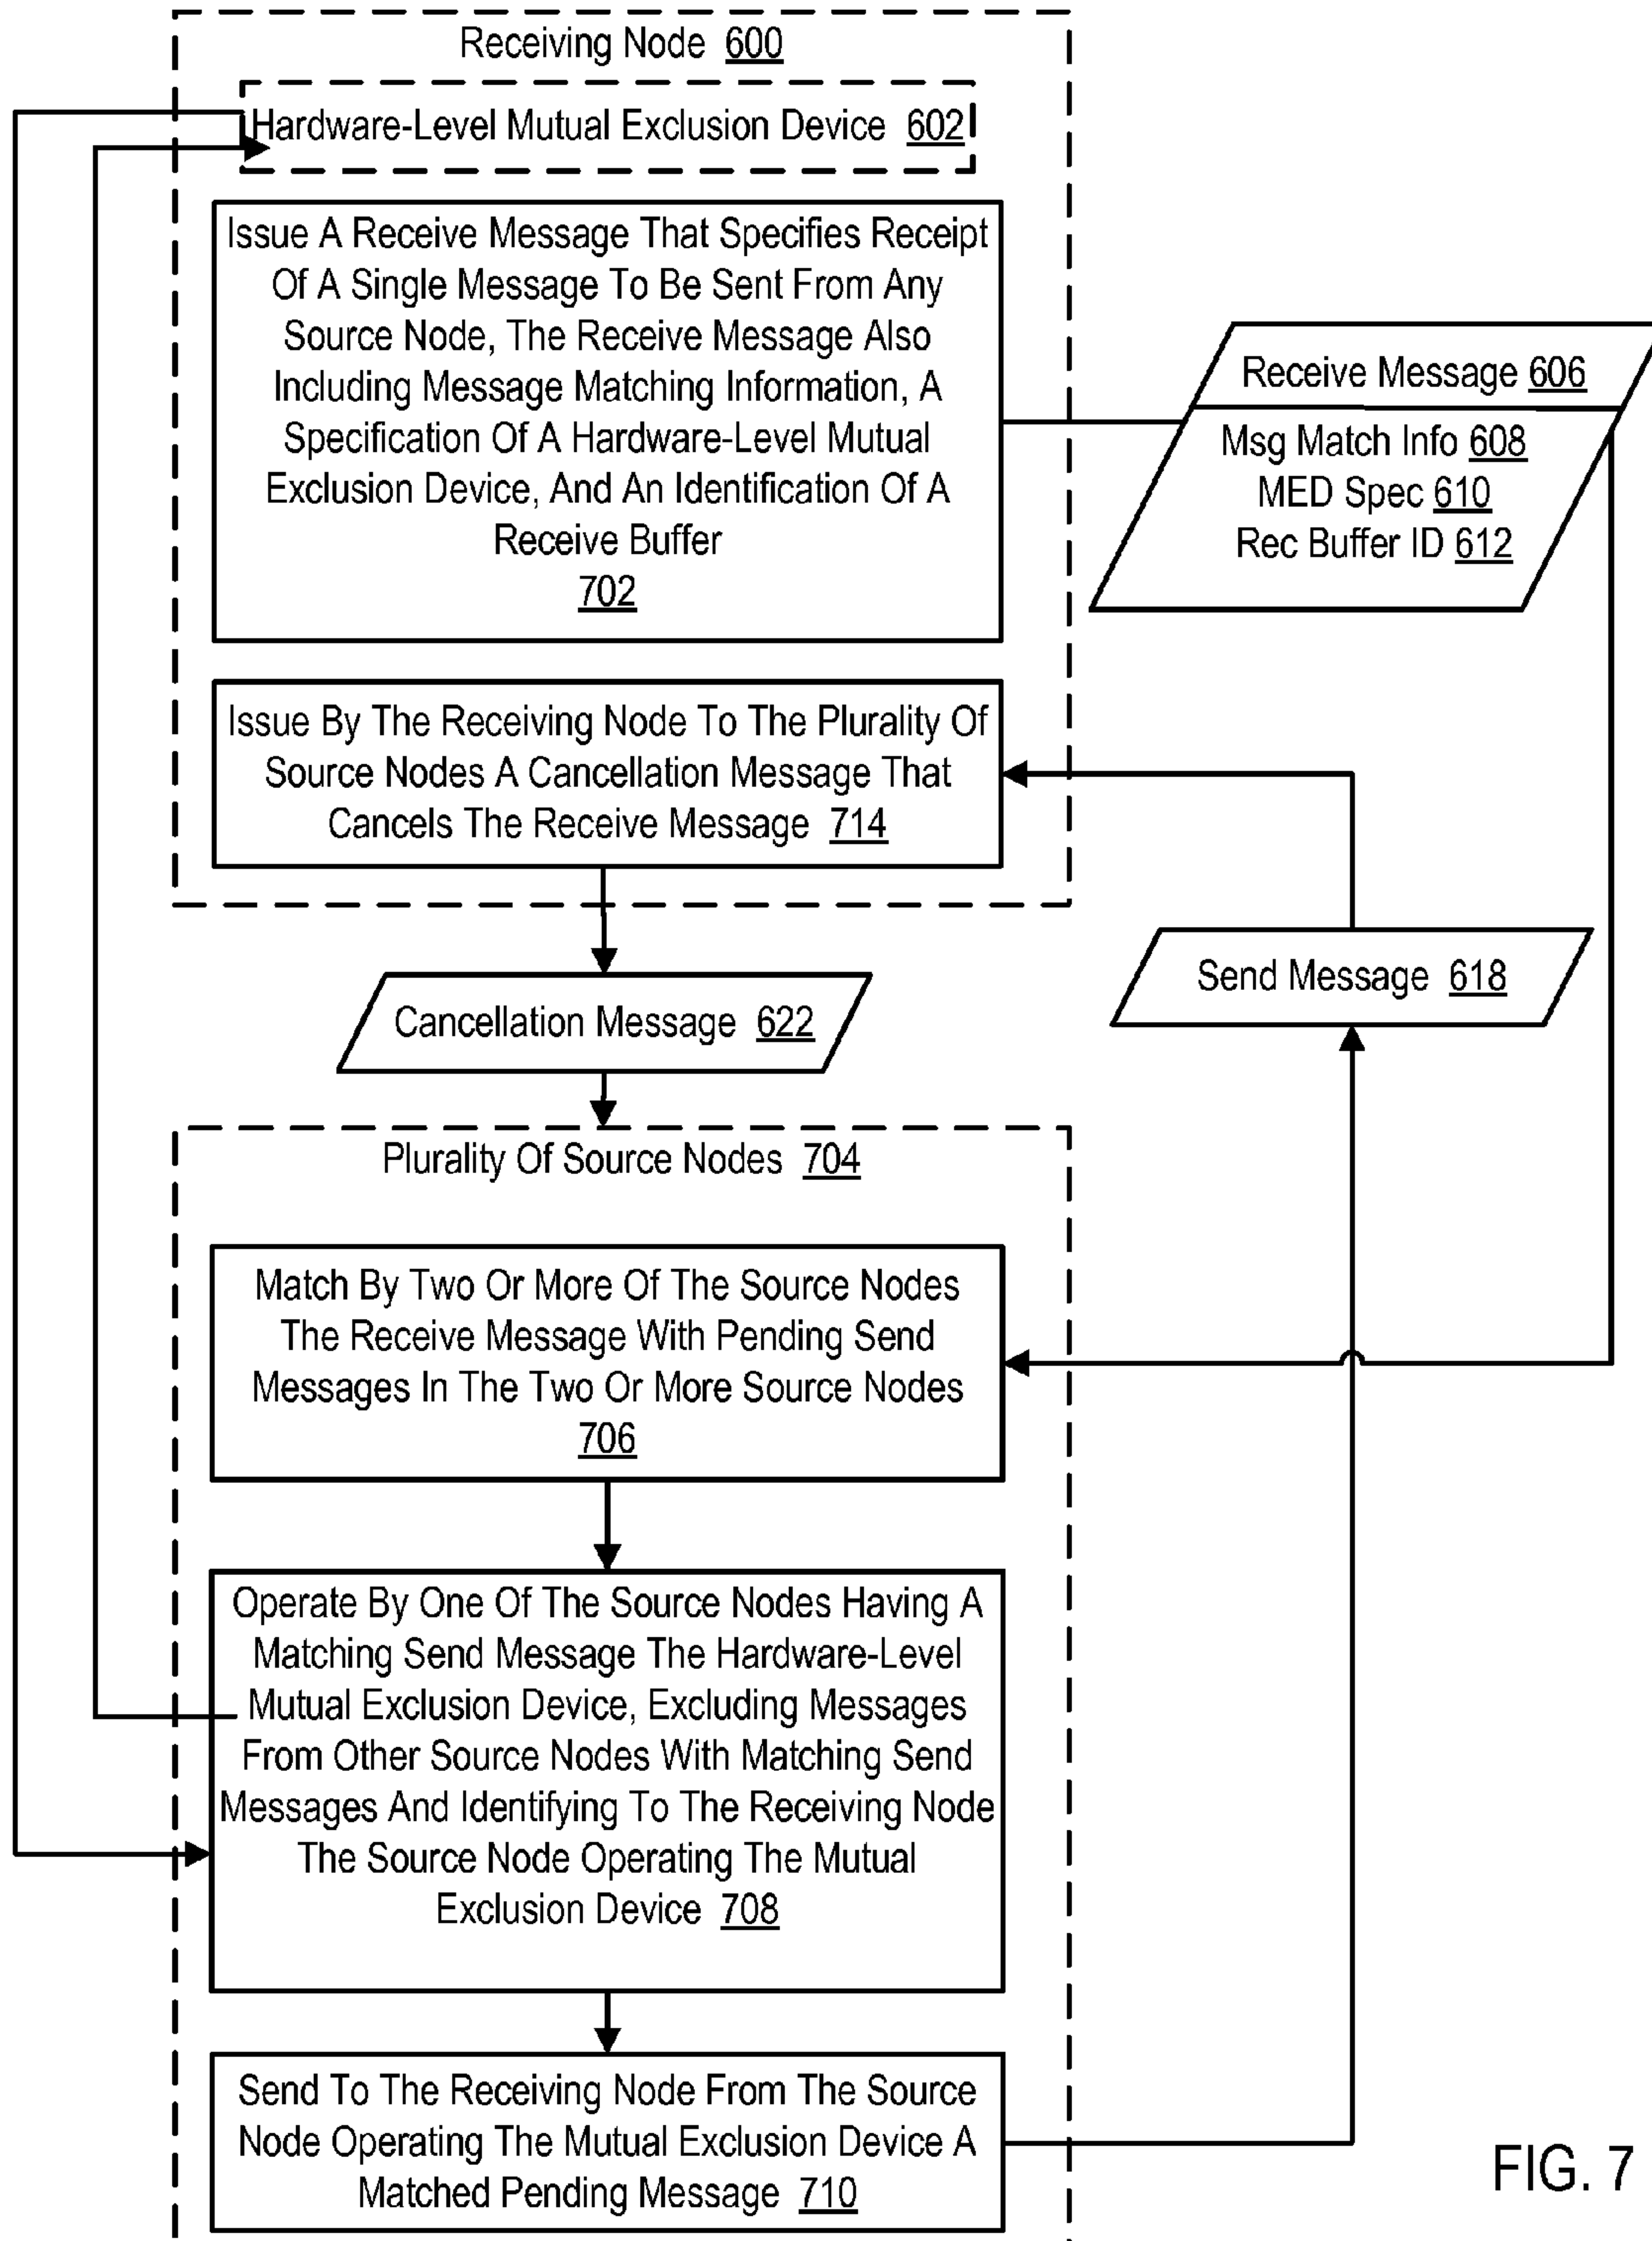 Receiving Node 600
Hardware-Level Mutual Exclusion Device 602
Issue A Receive Message That Specifies Receipt
Of A Single Message To Be Sent From Any
Source Node, The Receive Message Also
Including Message Matching Information, A
Specification Of A Hardware-Level Mutual
Exclusion Device, And An Identification Of A
Receive Buffer
702
Receive Message 606
Msg Match Info 608
MED Spec 610
Rec Buffer ID 612
Issue By The Receiving Node To The Plurality Of
Source Nodes A Cancellation Message That
Cancels The Receive Message 714
Send Message 618
Cancellation Message 622
Plurality Of Source Nodes 704
Match By Two Or More Of The Source Nodes
The Receive Message With Pending Send
Messages In The Two Or More Source Nodes
706
Operate By One Of The Source Nodes Having A
Matching Send Message The Hardware-Level
Mutual Exclusion Device, Excluding Messages
From Other Source Nodes With Matching Send
Messages And Identifying To The Receiving Node
The Source Node Operating The Mutual
Exclusion Device 708
Send To The Receiving Node From The Source
Node Operating The Mutual Exclusion Device A
Matched Pending Message 710
FIG. 7